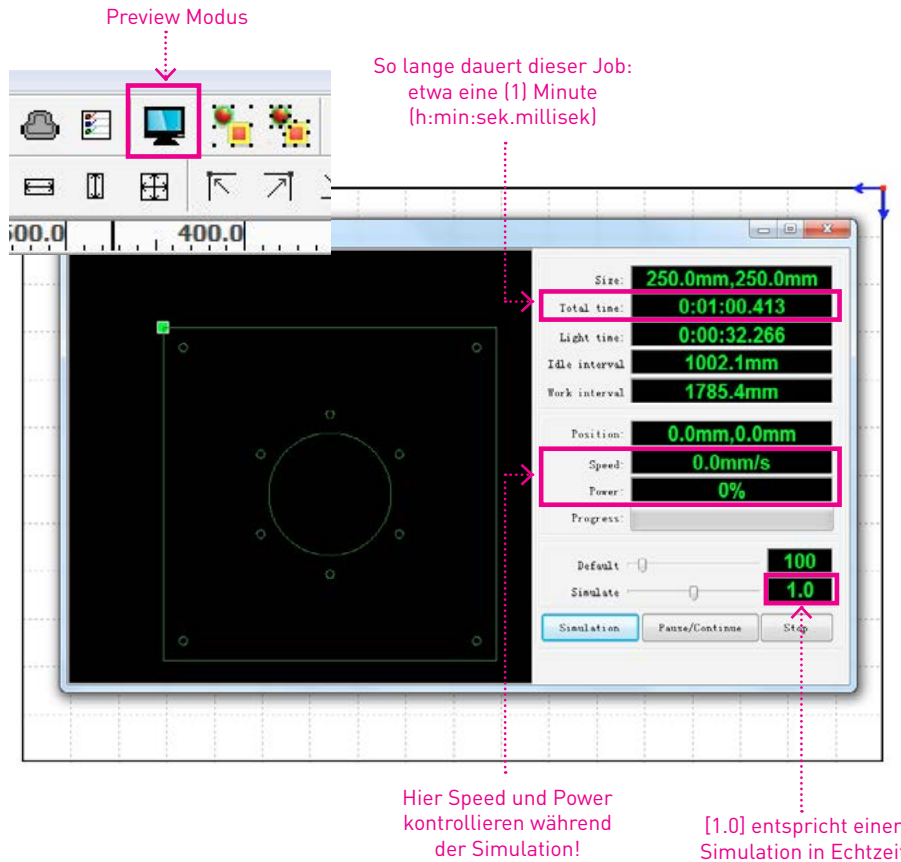 Preview Modus
So lange dauert dieser Job:
etwa eine (1) Minute
(h:min:sek.millisek)
500.0
400.0
Size: 250.0mm,250.0mm
Total time: 0:01:00.413
Light time: 0:00:32.266
Idle interval 1002.1mm
Work interval 1785.4mm
Position: 0.0mm,0.0mm
Speed: 0.0mm/s
Power: 0%
Progress:
Default 100
Simulate 1.0
Simulation Pause/Continue Stop
Hier Speed und Power
kontrollieren während
der Simulation!
[1.0] entspricht einer
Simulation in Echtzeit